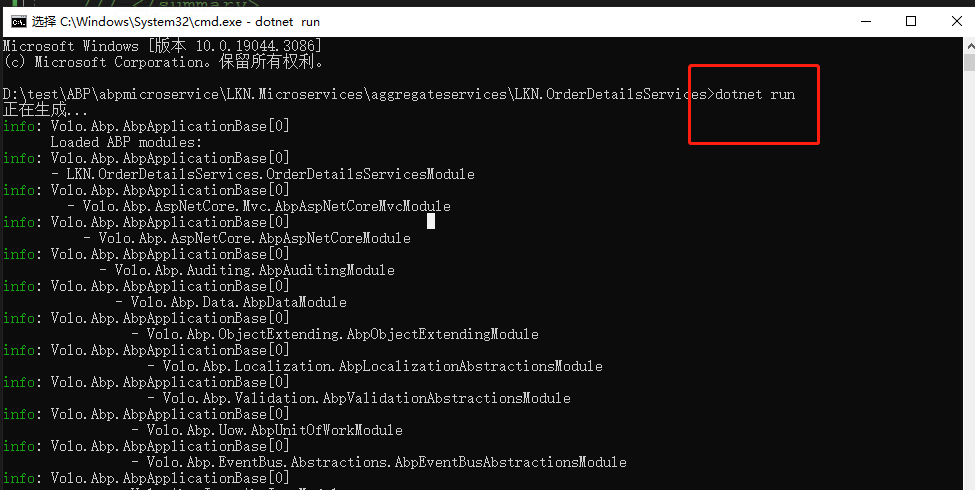 /// </summary>
选择 C:\Windows\System32\cmd.exe - dotnet  run
Microsoft Windows [版本 10.0.19044.3086]
(c) Microsoft Corporation。保留所有权利。
D:\test\ABP\abpmicroservice\LKN.Microservices\aggregateservices\LKN.OrderDetailsServices>dotnet run
正在生成...
info: Volo.Abp.AbpApplicationBase[0]
Loaded ABP modules:
info: Volo.Abp.AbpApplicationBase[0]
- LKN.OrderDetailsServices.OrderDetailsServicesModule
info: Volo.Abp.AbpApplicationBase[0]
- Volo.Abp.AspNetCore.Mvc.AbpAspNetCoreMvcModule
info: Volo.Abp.AbpApplicationBase[0]
- Volo.Abp.AspNetCore.AbpAspNetCoreModule
info: Volo.Abp.AbpApplicationBase[0]
- Volo.Abp.Auditing.AbpAuditingModule
info: Volo.Abp.AbpApplicationBase[0]
- Volo.Abp.Data.AbpDataModule
info: Volo.Abp.AbpApplicationBase[0]
- Volo.Abp.ObjectExtending.AbpObjectExtendingModule
info: Volo.Abp.AbpApplicationBase[0]
- Volo.Abp.Localization.AbpLocalizationAbstractionsModule
info: Volo.Abp.AbpApplicationBase[0]
- Volo.Abp.Validation.AbpValidationAbstractionsModule
info: Volo.Abp.AbpApplicationBase[0]
- Volo.Abp.Uow.AbpUnitOfWorkModule
info: Volo.Abp.AbpApplicationBase[0]
- Volo.Abp.EventBus.Abstractions.AbpEventBusAbstractionsModule
info: Volo.Abp.AbpApplicationBase[0]